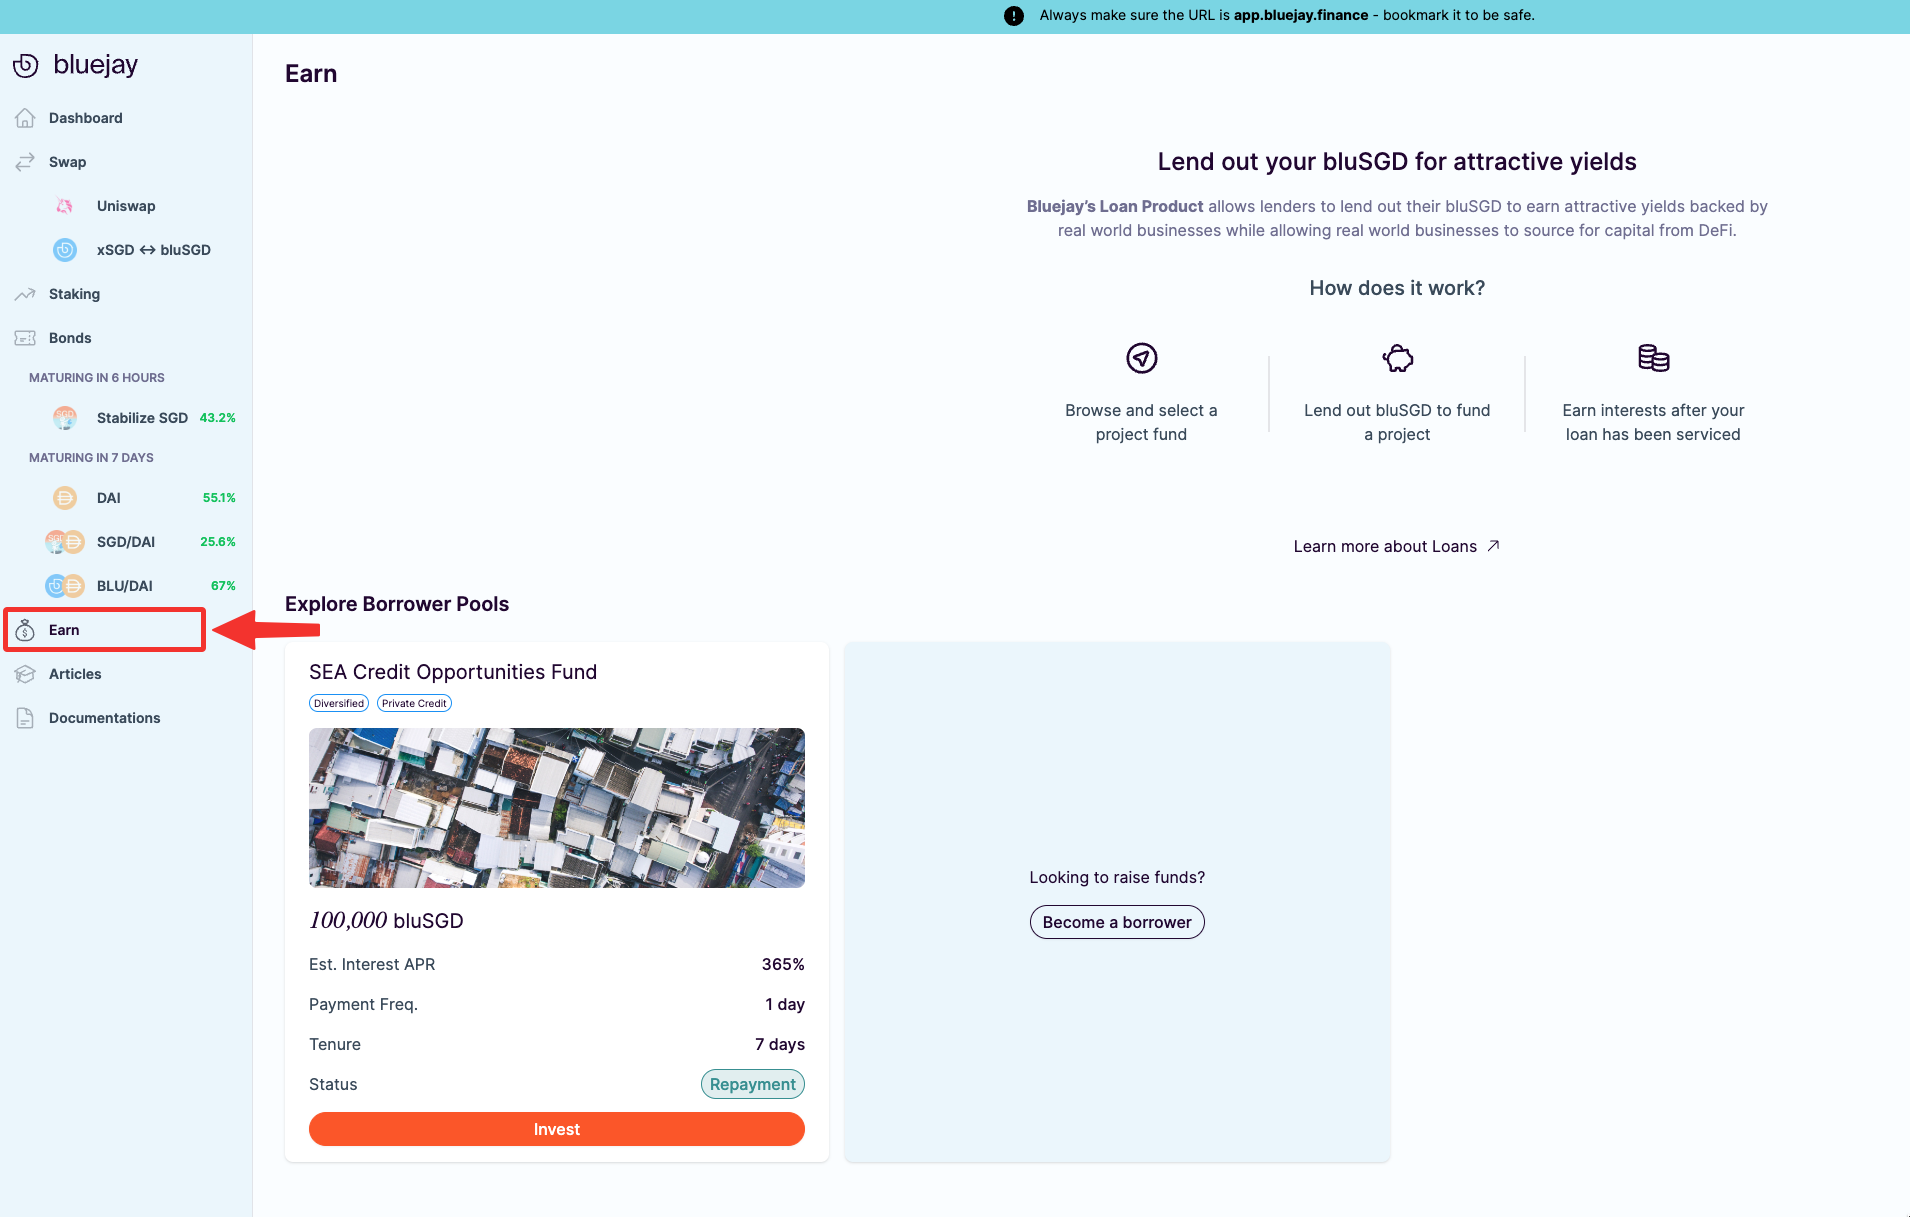 Always make sure the URL is app.bluejay.finance - bookmark it to be safe.
bluejay
Dashboard
Swap
Uniswap
xSGD <-> bluSGD
Staking
Bonds
MATURING IN 6 HOURS
Stabilize SGD 43.2%
MATURING IN 7 DAYS
DAI 55.1%
SGD/DAI 25.6%
BLU/DAI 67%
Earn
Articles
Documentations
Earn
Lend out your bluSGD for attractive yields
Bluejay’s Loan Product allows lenders to lend out their bluSGD to earn attractive yields backed by
real world businesses while allowing real world businesses to source for capital from DeFi.
How does it work?
Browse and select a
project fund
Lend out bluSGD to fund
a project
Earn interests after your
loan has been serviced
Learn more about Loans
Explore Borrower Pools
SEA Credit Opportunities Fund
Diversified Private Credit
100,000 bluSGD
Est. Interest APR 365%
Payment Freq. 1 day
Tenure 7 days
Status Repayment
Invest
Looking to raise funds?
Become a borrower